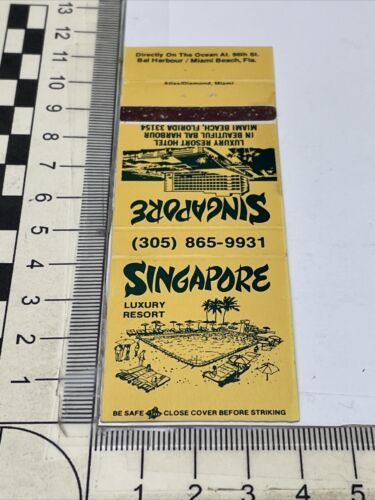 Directly On The Ocean At. 96th St.
Bal Harbour / Miami Beach, Fla.
Atlas/Diamond, Miami
LUXURY RESORT HOTEL
IN BEAUTIFUL BAL HARBOUR
MIAMI BEACH, FLORIDA 33154
SINGAPORE
(305) 865-9931
SINGAPORE
LUXURY
RESORT
BE SAFE CLOSE COVER BEFORE STRIKING
13
12
11
10
9
8
7
6
5
4
3
2
1
1
2
3
4
5